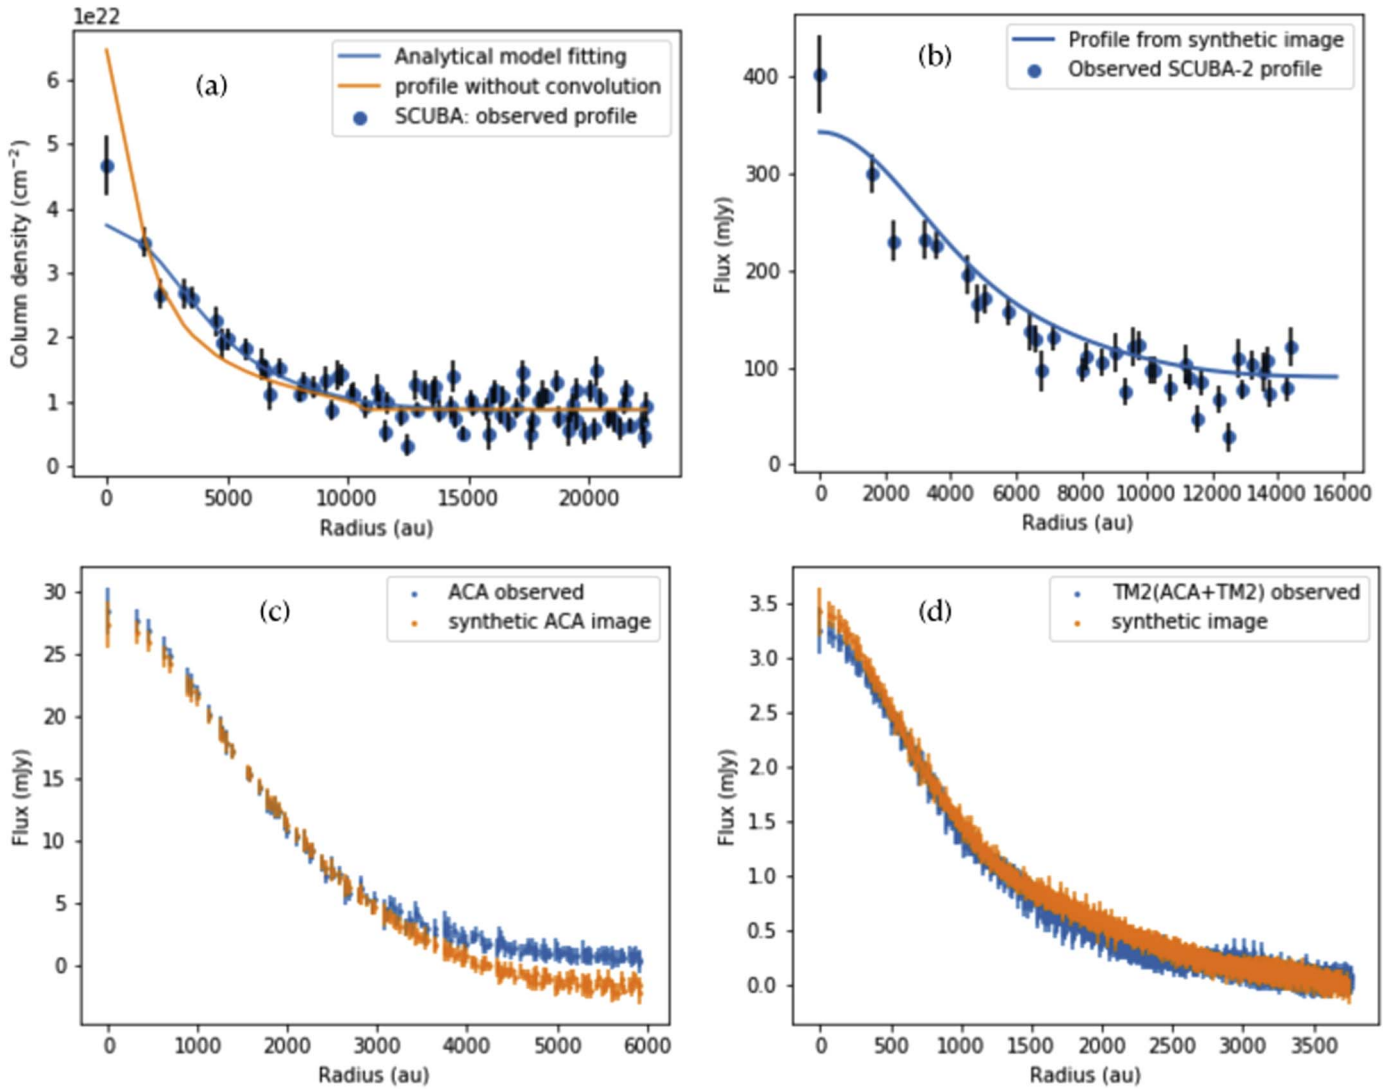 1e22
Analytical model fitting
profile without convolution
SCUBA: observed profile
(a)
6
5
4
3
2
1
0
Column density (cm⁻²)
0 5000 10000 15000 20000
Radius (au)
Profile from synthetic image
Observed SCUBA-2 profile
(b)
400
300
200
100
0
Flux (mJy)
0 2000 4000 6000 8000 10000 12000 14000 16000
Radius (au)
ACA observed
synthetic ACA image
(c)
30
25
20
15
10
5
0
Flux (mJy)
0 1000 2000 3000 4000 5000 6000
Radius (au)
TM2(ACA+TM2) observed
synthetic image
(d)
3.5
3.0
2.5
2.0
1.5
1.0
0.5
0.0
Flux (mJy)
0 500 1000 1500 2000 2500 3000 3500
Radius (au)